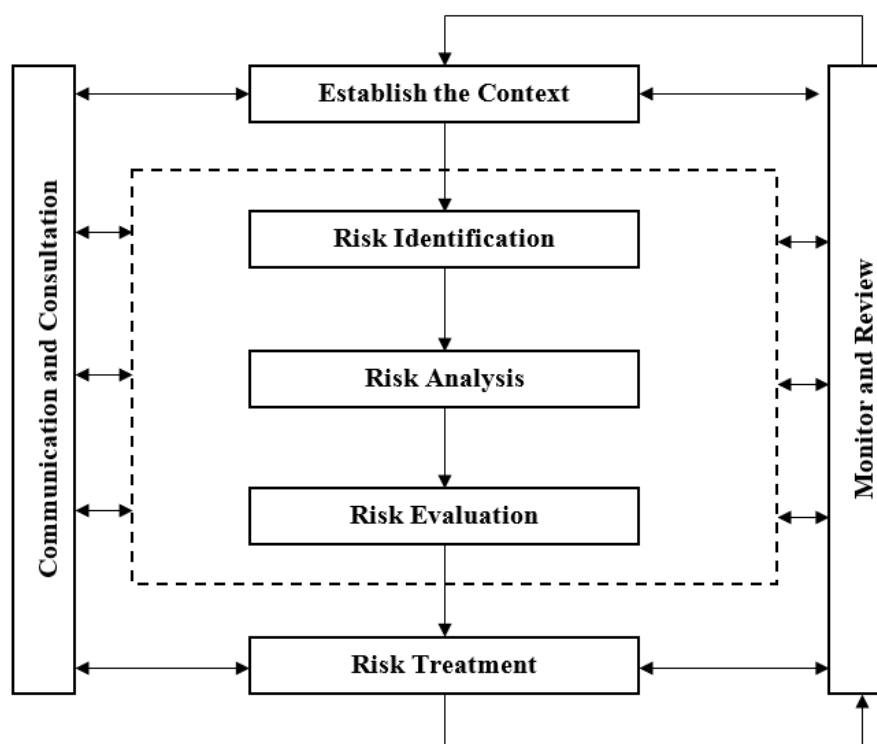 Establish the Context
Communication and Consultation
Risk Identification
Risk Analysis
Risk Evaluation
Risk Treatment
Monitor and Review